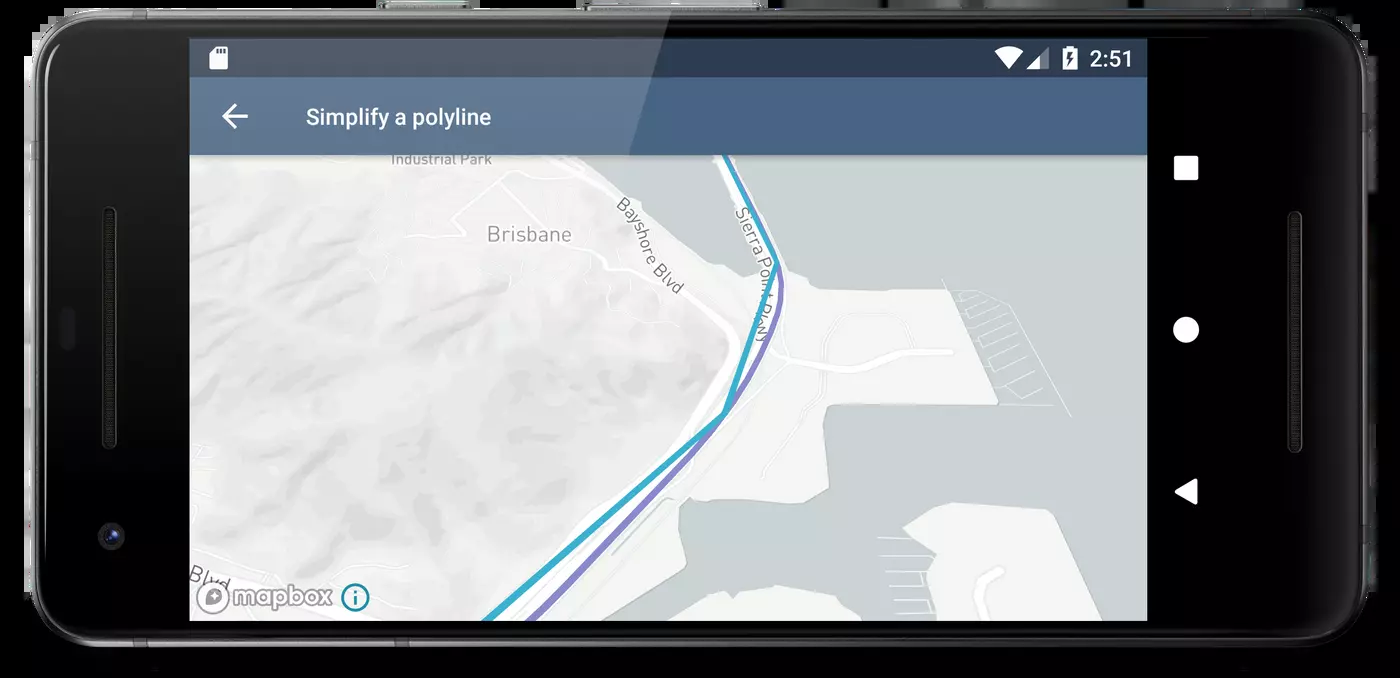 2:51
Simplify a polyline
Industrial Park
Brisbane
Bayshore Blvd
Sierra Point Pkwy
Blvd
mapbox